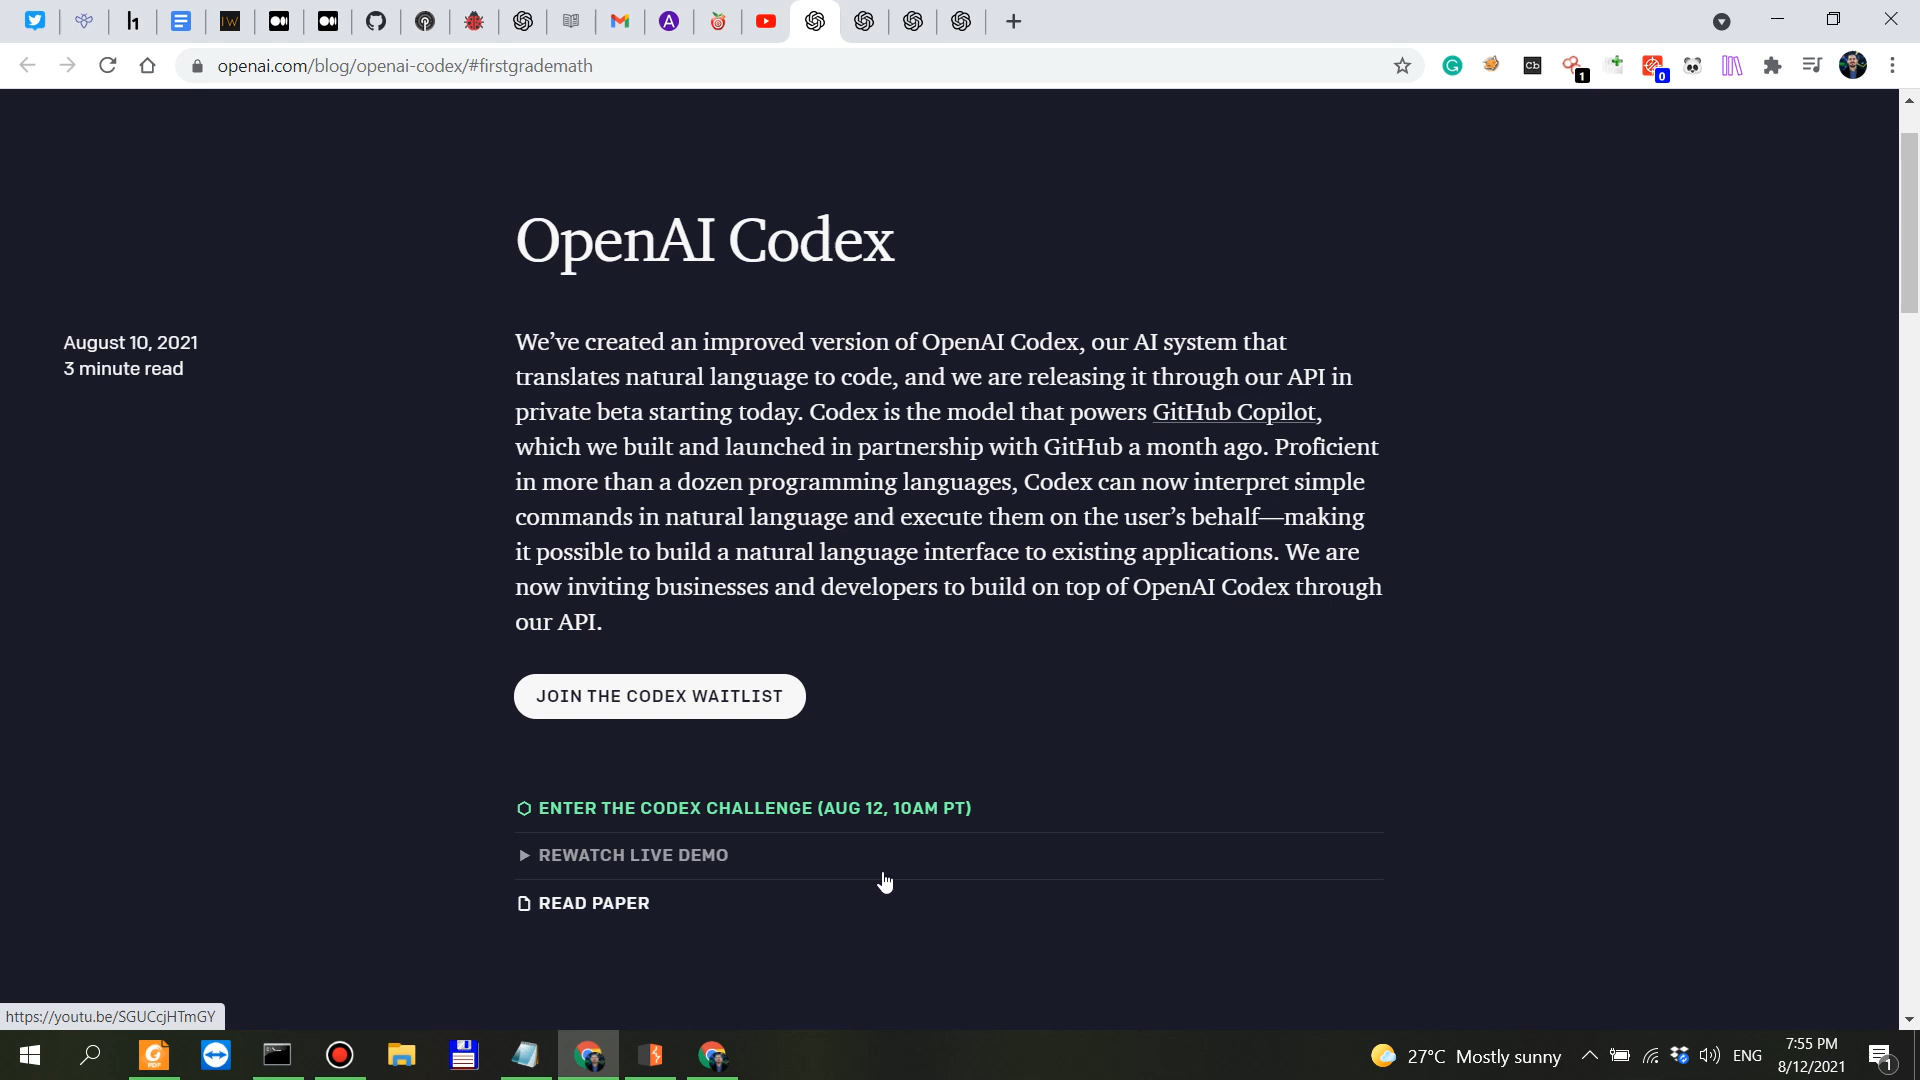 openai.com/blog/openai-codex/#firstgrademath
OpenAI Codex
August 10, 2021
3 minute read
We’ve created an improved version of OpenAI Codex, our AI system that
translates natural language to code, and we are releasing it through our API in
private beta starting today. Codex is the model that powers GitHub Copilot,
which we built and launched in partnership with GitHub a month ago. Proficient
in more than a dozen programming languages, Codex can now interpret simple
commands in natural language and execute them on the user’s behalf—making
it possible to build a natural language interface to existing applications. We are
now inviting businesses and developers to build on top of OpenAI Codex through
our API.
JOIN THE CODEX WAITLIST
ENTER THE CODEX CHALLENGE (AUG 12, 10AM PT)
REWATCH LIVE DEMO
READ PAPER
https://youtu.be/SGUCcjHTmGY
27°C Mostly sunny
ENG
7:55 PM
8/12/2021
1
h
IW
A
Cb
1
0
PDF